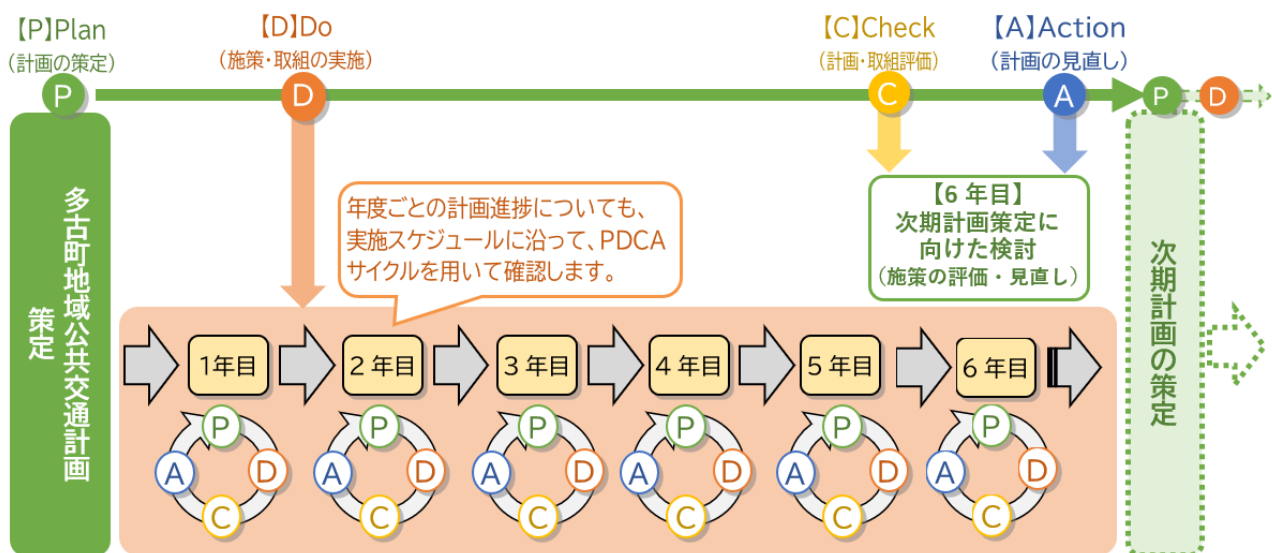 【P】Plan
（計画の策定）
【D】Do
（施策・取組の実施）
【C】Check
（計画・取組評価）
【A】Action
（計画の見直し）
P
D
C
A
P
D
多古町地域公共交通計画
策定
年度ごとの計画進捗についても、
実施スケジュールに沿って、PDCA
サイクルを用いて確認します。
【6 年目】
次期計画策定に
向けた検討
（施策の評価・見直し）
次期計画の策定
1年目
2 年目
3 年目
4 年目
5 年目
6 年目
P
D
C
A
P
D
C
A
P
D
C
A
P
D
C
A
P
D
C
A
P
D
C
A